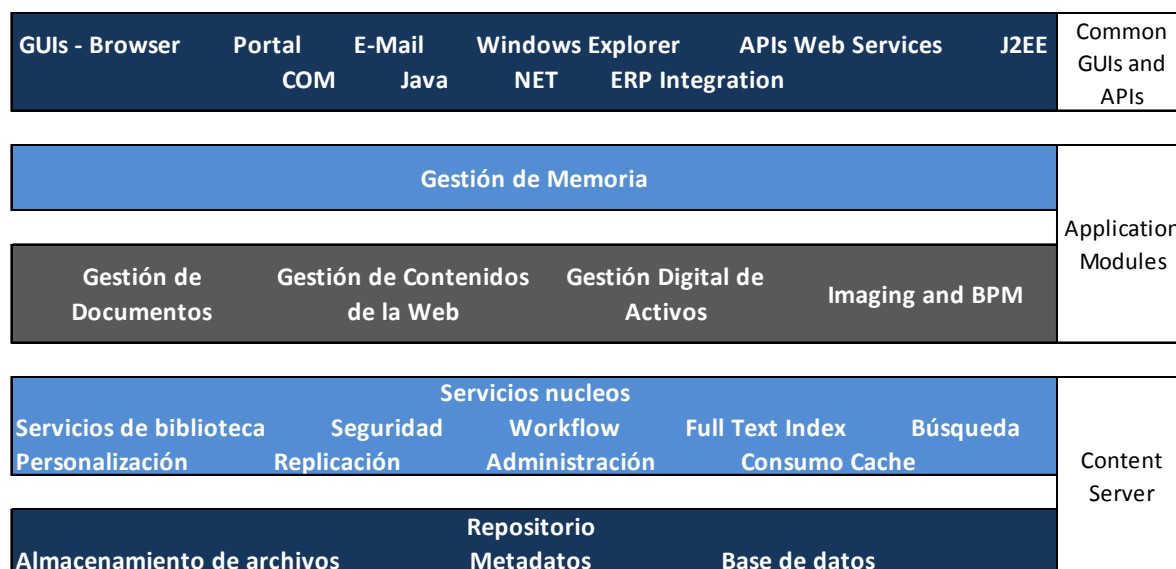 GUIs - Browser Portal E-Mail Windows Explorer APIs Web Services J2EE
COM Java NET ERP Integration
Common
GUIs and
APIs
Gestión de Memoria
Gestión de
Documentos
Gestión de Contenidos
de la Web
Gestión Digital de
Activos
Imaging and BPM
Application
Modules
Servicios nucleos
Servicios de biblioteca Seguridad Workflow Full Text Index Búsqueda
Personalización Replicación Administración Consumo Cache
Repositorio
Almacenamiento de archivos Metadatos Base de datos
Content
Server